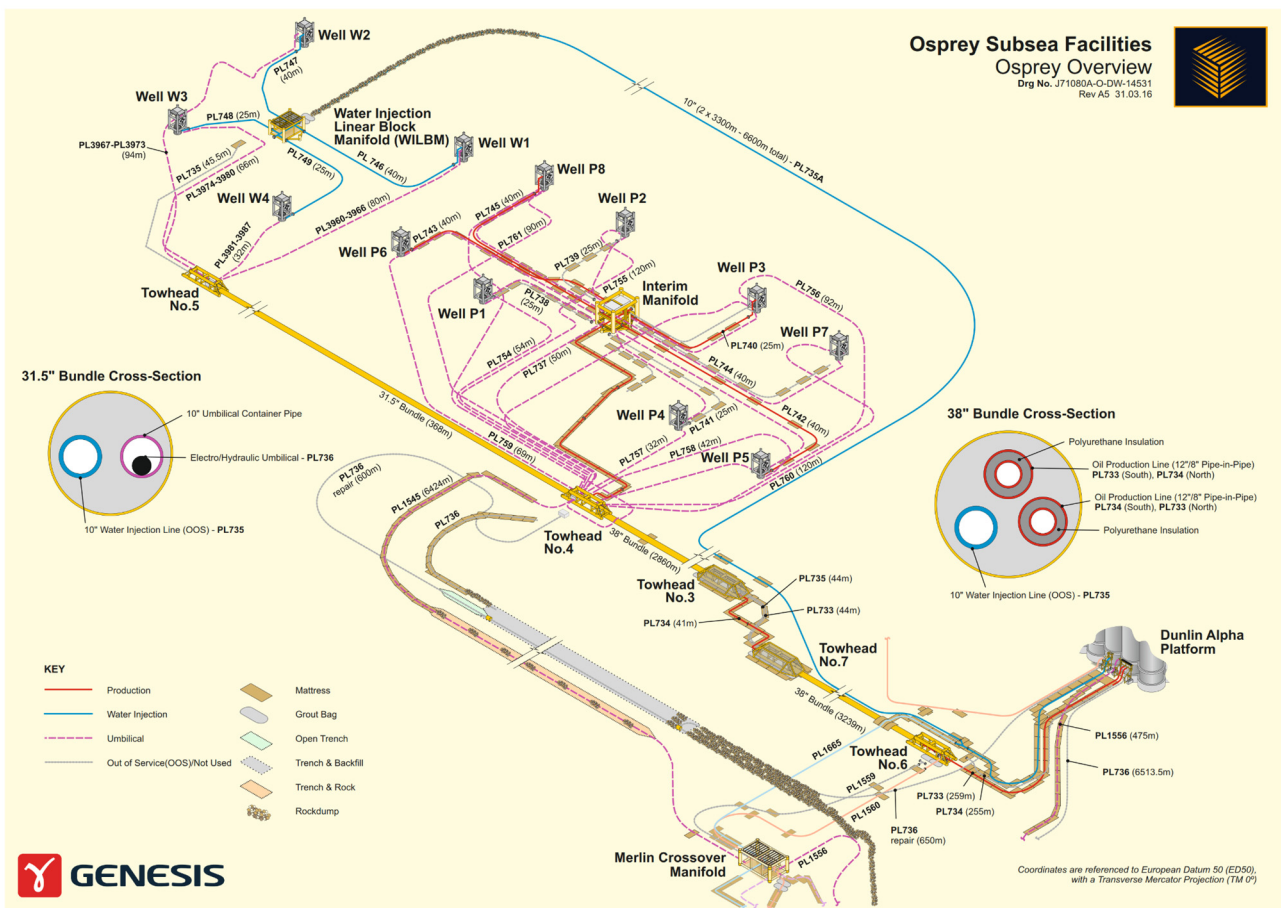 Osprey Subsea Facilities
Osprey Overview
Drg No. J71080A-O-DW-14531
Rev A5 31.03.16
Well W2
PL747
(40m)
Well W3
PL748 (25m)
Water Injection
Linear Block
Manifold (WILBM)
Well W1
PL3967-PL3973
(94m)
PL735 (45.5m)
PL3974-3980 (66m)
PL749 (25m)
PL 746 (40m)
10" (2 x 3300m - 6600m total) - PL735A
Well W4
PL3960-3966 (80m)
PL3981-3987
(32m)
Towhead
No.5
Well P8
PL745 (40m)
PL743 (40m)
PL761 (90m)
Well P2
Well P6
PL739 (25m)
PL755 (120m)
Well P3
PL756 (92m)
Interim
Manifold
Well P1
PL738
(25m)
Well P7
PL740 (25m)
PL754 (54m)
PL737 (50m)
PL744 (40m)
31.5" Bundle Cross-Section
10" Umbilical Container Pipe
Electro/Hydraulic Umbilical - PL736
10" Water Injection Line (OOS) - PL735
31.5" Bundle (368m)
Well P4
PL741 (25m)
PL742 (40m)
PL757 (32m)
PL758 (42m)
Well P5
PL759 (69m)
PL760 (120m)
38" Bundle Cross-Section
Polyurethane Insulation
Oil Production Line (12"/8" Pipe-in-Pipe)
PL733 (South), PL734 (North)
Oil Production Line (12"/8" Pipe-in-Pipe)
PL734 (South), PL733 (North)
Polyurethane Insulation
10" Water Injection Line (OOS) - PL735
PL736
repair (600m)
PL1545 (6424m)
PL736
Towhead
No.4
38" Bundle (2860m)
Towhead
No.3
PL735 (44m)
PL733 (44m)
PL734 (41m)
Towhead
No.7
38" Bundle (3239m)
Dunlin Alpha
Platform
PL1556 (475m)
PL736 (6513.5m)
PL1665
Towhead
No.6
PL1559
PL1560
PL733 (259m)
PL734 (255m)
PL736
repair (650m)
Merlin Crossover
Manifold
PL1556
KEY
Production
Water Injection
Umbilical
Out of Service(OOS)/Not Used
Mattress
Grout Bag
Open Trench
Trench & Backfill
Trench & Rock
Rockdump
GENESIS
Coordinates are referenced to European Datum 50 (ED50),
with a Transverse Mercator Projection (TM 0º)